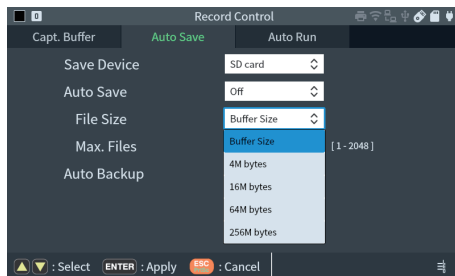 0 Record Control
Capt. Buffer Auto Save Auto Run
Save Device SD card
Auto Save Off
File Size Buffer Size
Buffer Size
Max. Files [ 1 - 2048 ]
4M bytes
Auto Backup
16M bytes
64M bytes
256M bytes
: Select ENTER : Apply ESC : Cancel